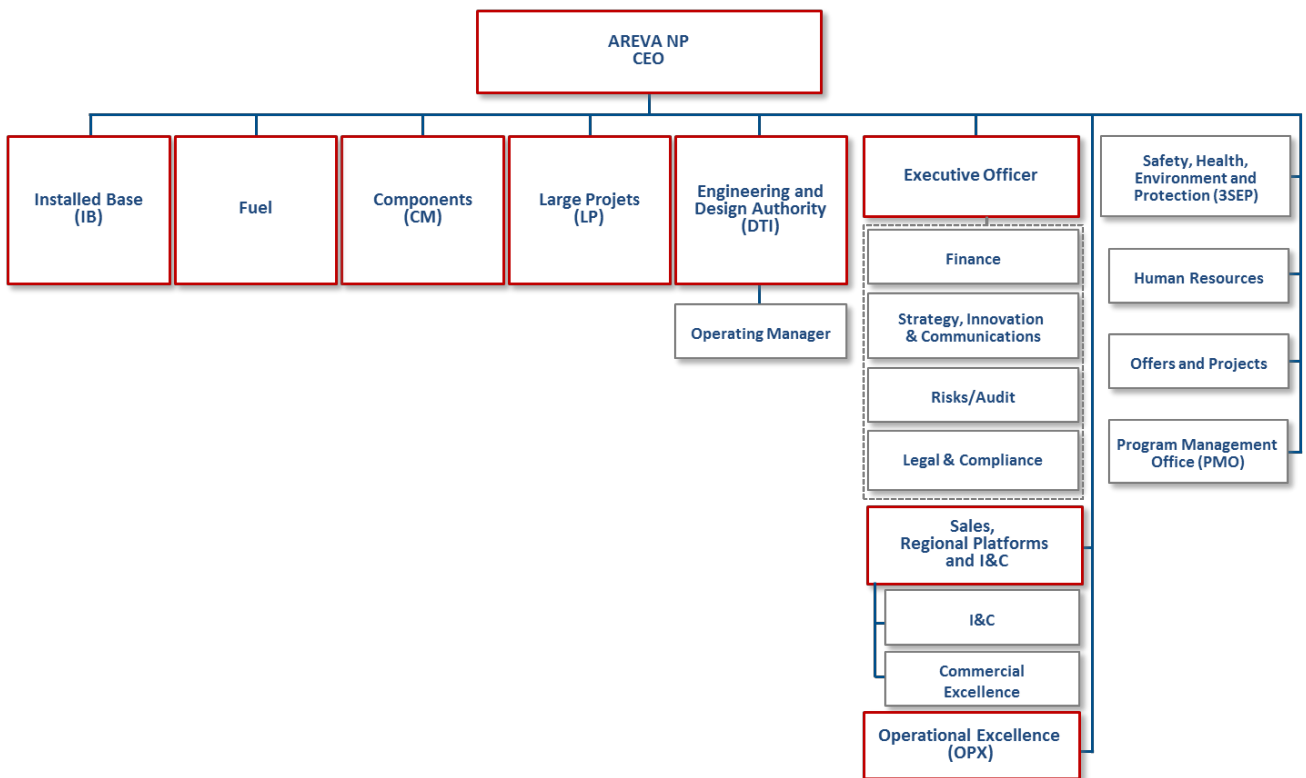 AREVA NP
CEO
Installed Base
(IB)
Fuel
Components
(CM)
Large Projets
(LP)
Engineering and
Design Authority
(DTI)
Operating Manager
Executive Officer
Finance
Strategy, Innovation
& Communications
Risks/Audit
Legal & Compliance
Sales,
Regional Platforms
and I&C
I&C
Commercial
Excellence
Operational Excellence
(OPX)
Safety, Health,
Environment and
Protection (3SEP)
Human Resources
Offers and Projects
Program Management
Office (PMO)